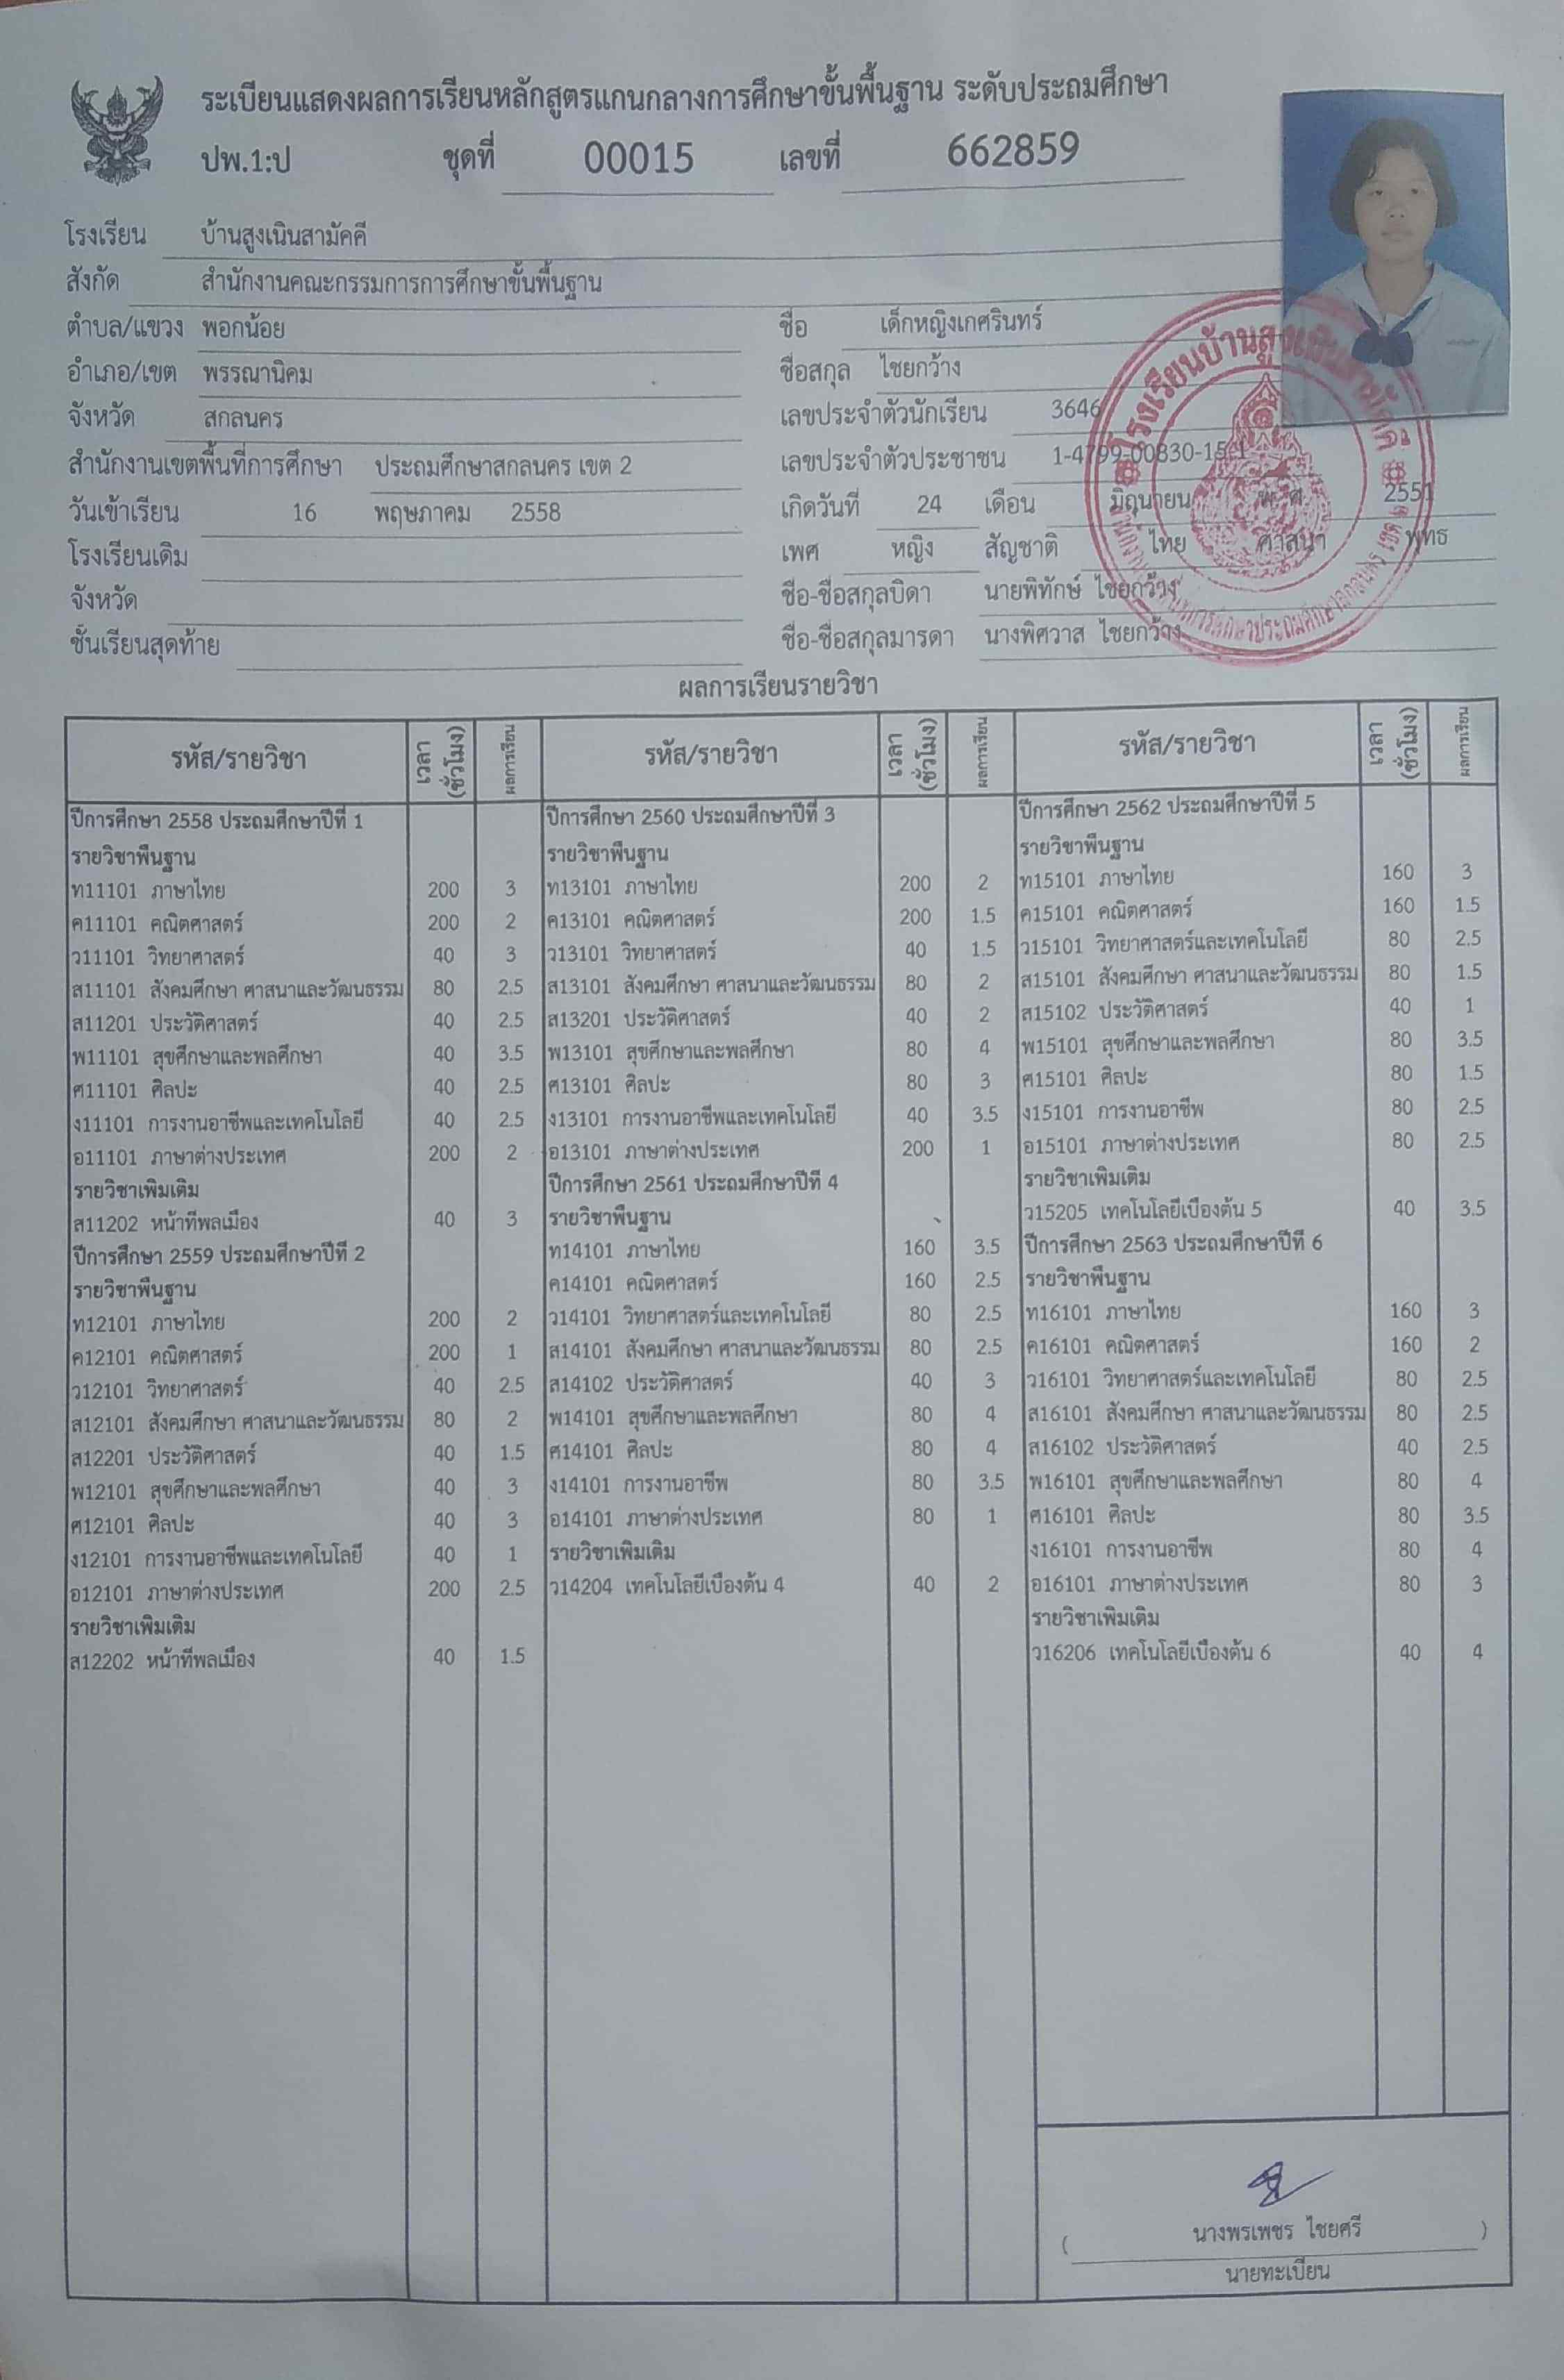 ระเบียนแสดงผลการเรียนหลักสูตรแกนกลางการศึกษาขั้นพื้นฐาน ระดับประถมศึกษา
ปพ.1:ป ชุดที่ 00015 เลขที่ 662859
โรงเรียน บ้านสูงเนินสามัคคี
สังกัด สำนักงานคณะกรรมการการศึกษาขั้นพื้นฐาน
ตำบล/แขวง พอกน้อย
อำเภอ/เขต พรรณานิคม
จังหวัด สกลนคร
สำนักงานเขตพื้นที่การศึกษา ประถมศึกษาสกลนคร เขต 2
วันเข้าเรียน 16 พฤษภาคม 2558
โรงเรียนเดิม
จังหวัด
ชั้นเรียนสุดท้าย
ชื่อ เด็กหญิงเกศรินทร์
ชื่อสกุล ไชยกว้าง
เลขประจำตัวนักเรียน 3646
เลขประจำตัวประชาชน 1-4799-00830-15-1
เกิดวันที่ 24 เดือน มิถุนายน พ.ศ. 2551
เพศ หญิง สัญชาติ ไทย ศาสนา พุทธ
ชื่อ-ชื่อสกุลบิดา นายพิทักษ์ ไชยกว้าง
ชื่อ-ชื่อสกุลมารดา นางพิศวาส ไชยกว้าง
โรงเรียนบ้านสูงเนินสามัคคี
ผลการเรียนรายวิชา
รหัส/รายวิชา เวลา (ชั่วโมง) ผลการเรียน
ปีการศึกษา 2558 ประถมศึกษาปีที่ 1
รายวิชาพื้นฐาน
ท11101 ภาษาไทย 200 3
ค11101 คณิตศาสตร์ 200 2
ว11101 วิทยาศาสตร์ 40 3
ส11101 สังคมศึกษา ศาสนาและวัฒนธรรม 80 2.5
ส11201 ประวัติศาสตร์ 40 2.5
พ11101 สุขศึกษาและพลศึกษา 40 3.5
ศ11101 ศิลปะ 40 2.5
ง11101 การงานอาชีพและเทคโนโลยี 40 2.5
อ11101 ภาษาต่างประเทศ 200 2
รายวิชาเพิ่มเติม
ส11202 หน้าที่พลเมือง 40 3
ปีการศึกษา 2559 ประถมศึกษาปีที่ 2
รายวิชาพื้นฐาน
ท12101 ภาษาไทย 200 2
ค12101 คณิตศาสตร์ 200 1
ว12101 วิทยาศาสตร์ 40 2.5
ส12101 สังคมศึกษา ศาสนาและวัฒนธรรม 80 2
ส12201 ประวัติศาสตร์ 40 1.5
พ12101 สุขศึกษาและพลศึกษา 40 3
ศ12101 ศิลปะ 40 3
ง12101 การงานอาชีพและเทคโนโลยี 40 1
อ12101 ภาษาต่างประเทศ 200 2.5
รายวิชาเพิ่มเติม
ส12202 หน้าที่พลเมือง 40 1.5
รหัส/รายวิชา เวลา (ชั่วโมง) ผลการเรียน
ปีการศึกษา 2560 ประถมศึกษาปีที่ 3
รายวิชาพื้นฐาน
ท13101 ภาษาไทย 200 2
ค13101 คณิตศาสตร์ 200 1.5
ว13101 วิทยาศาสตร์ 40 1.5
ส13101 สังคมศึกษา ศาสนาและวัฒนธรรม 80 2
ส13201 ประวัติศาสตร์ 40 2
พ13101 สุขศึกษาและพลศึกษา 80 4
ศ13101 ศิลปะ 80 3
ง13101 การงานอาชีพและเทคโนโลยี 40 3.5
อ13101 ภาษาต่างประเทศ 200 1
ปีการศึกษา 2561 ประถมศึกษาปีที่ 4
รายวิชาพื้นฐาน
ท14101 ภาษาไทย 160 3.5
ค14101 คณิตศาสตร์ 160 2.5
ว14101 วิทยาศาสตร์และเทคโนโลยี 80 2.5
ส14101 สังคมศึกษา ศาสนาและวัฒนธรรม 80 2.5
ส14102 ประวัติศาสตร์ 40 3
พ14101 สุขศึกษาและพลศึกษา 80 4
ศ14101 ศิลปะ 80 4
ง14101 การงานอาชีพ 80 3.5
อ14101 ภาษาต่างประเทศ 80 1
รายวิชาเพิ่มเติม
ว14204 เทคโนโลยีเบื้องต้น 4 40 2
รหัส/รายวิชา เวลา (ชั่วโมง) ผลการเรียน
ปีการศึกษา 2562 ประถมศึกษาปีที่ 5
รายวิชาพื้นฐาน
ท15101 ภาษาไทย 160 3
ค15101 คณิตศาสตร์ 160 1.5
ว15101 วิทยาศาสตร์และเทคโนโลยี 80 2.5
ส15101 สังคมศึกษา ศาสนาและวัฒนธรรม 80 1.5
ส15102 ประวัติศาสตร์ 40 1
พ15101 สุขศึกษาและพลศึกษา 80 3.5
ศ15101 ศิลปะ 80 1.5
ง15101 การงานอาชีพ 80 2.5
อ15101 ภาษาต่างประเทศ 80 2.5
รายวิชาเพิ่มเติม
ว15205 เทคโนโลยีเบื้องต้น 5 40 3.5
ปีการศึกษา 2563 ประถมศึกษาปีที่ 6
รายวิชาพื้นฐาน
ท16101 ภาษาไทย 160 3
ค16101 คณิตศาสตร์ 160 2
ว16101 วิทยาศาสตร์และเทคโนโลยี 80 2.5
ส16101 สังคมศึกษา ศาสนาและวัฒนธรรม 80 2.5
ส16102 ประวัติศาสตร์ 40 2.5
พ16101 สุขศึกษาและพลศึกษา 80 4
ศ16101 ศิลปะ 80 3.5
ง16101 การงานอาชีพ 80 4
อ16101 ภาษาต่างประเทศ 80 3
รายวิชาเพิ่มเติม
ว16206 เทคโนโลยีเบื้องต้น 6 40 4
( นางพรเพชร ไชยศรี )
นายทะเบียน